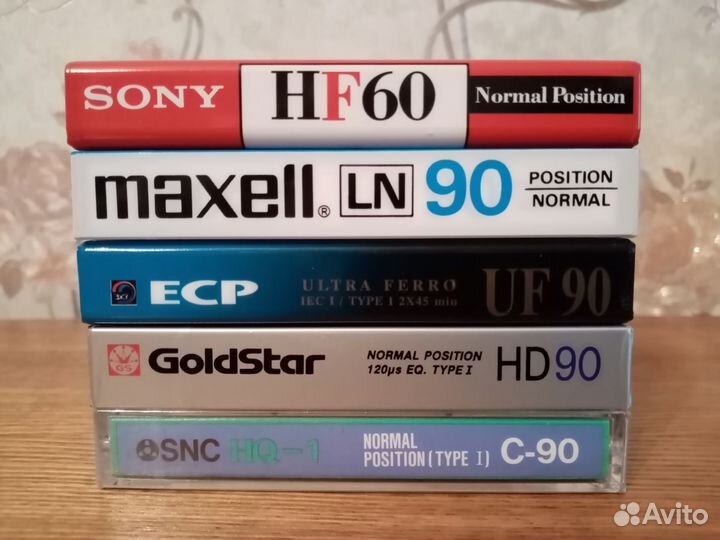 SONY HF60 Normal Position
maxell® LN 90 POSITION NORMAL
ECP ULTRA FERRO UF 90
IEC I / TYPE I 2X45 min
GS GoldStar NORMAL POSITION HD90
120µs EQ. TYPE I
SNC HQ-1 NORMAL POSITION (TYPE I) C-90
Avito